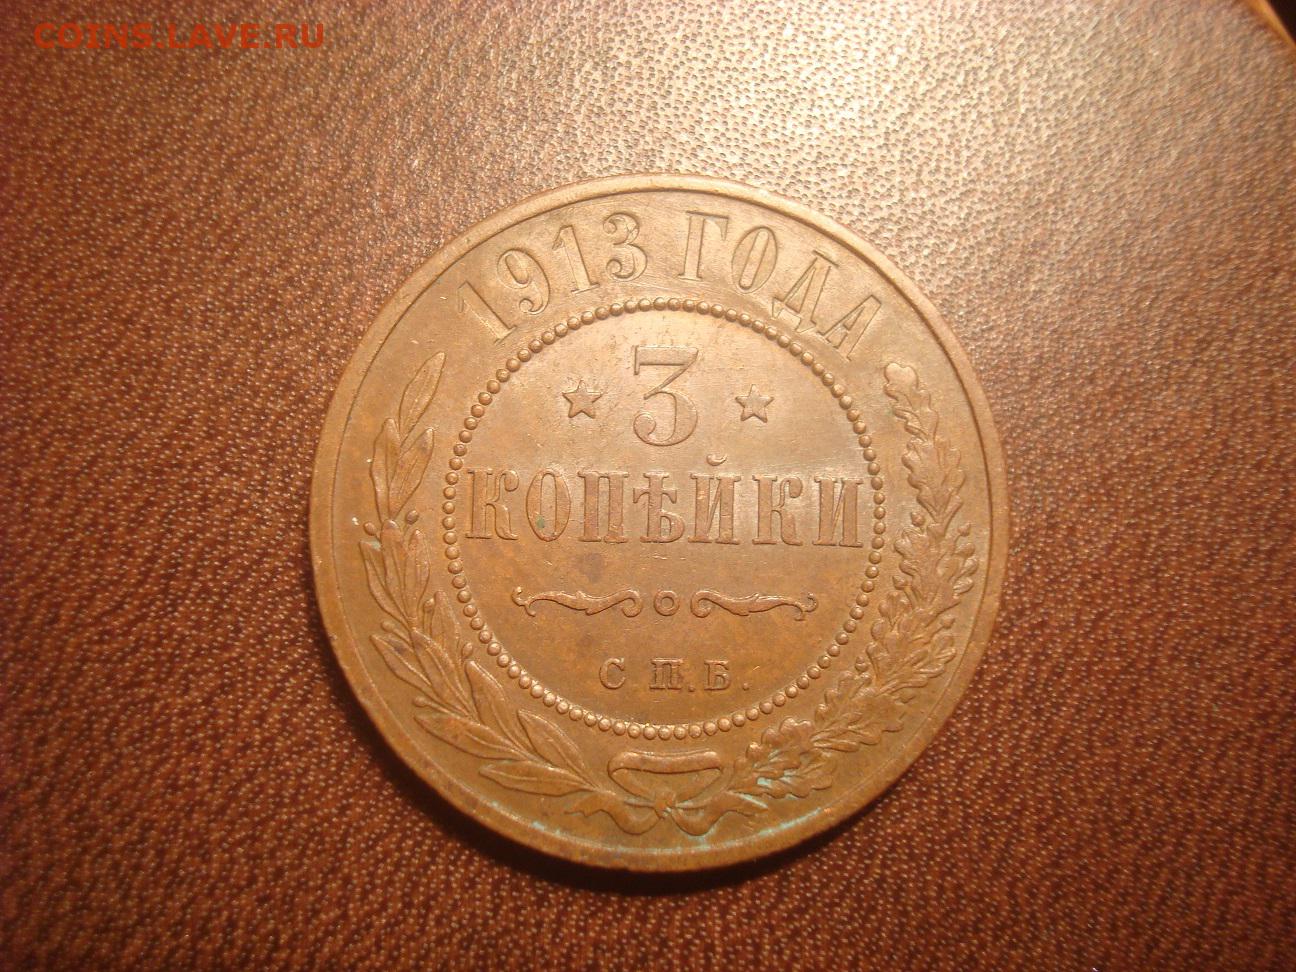 COINS.LAVE.RU
1913 ГОДА
3
КОПѢЙКИ
С П.Б.